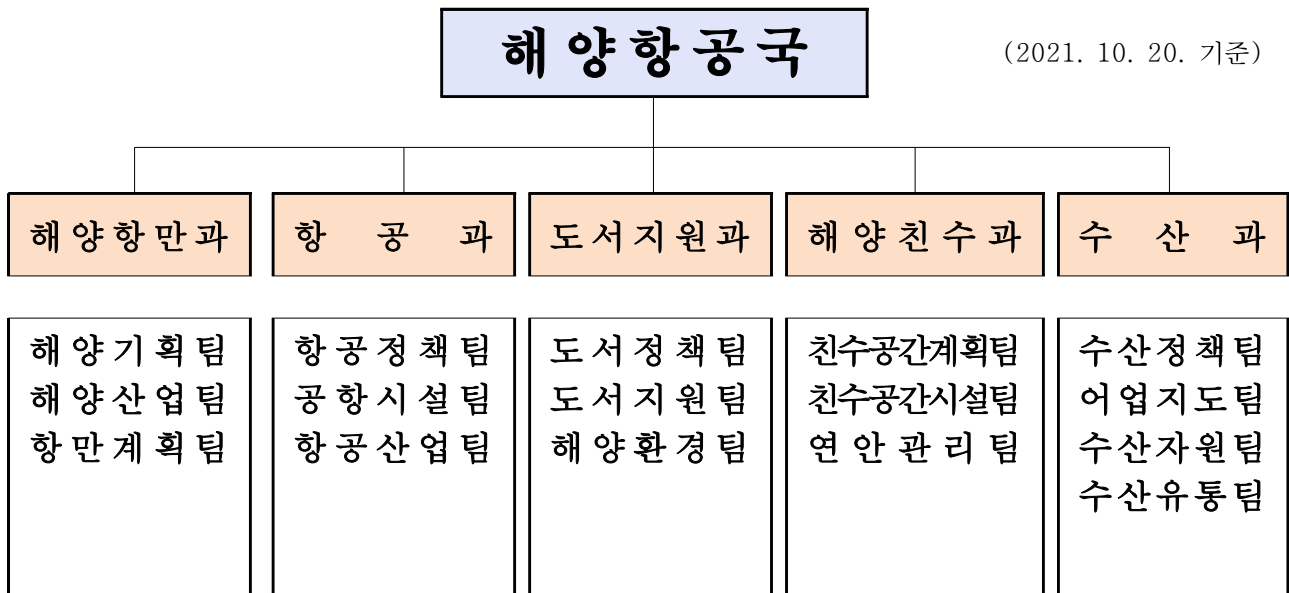 해양항공국
(2021. 10. 20. 기준)
해양항만과
항 공 과
도서지원과
해양친수과
수 산 과
해양기획팀
해양산업팀
항만계획팀
항공정책팀
공항시설팀
항공산업팀
도서정책팀
도서지원팀
해양환경팀
친수공간계획팀
친수공간시설팀
연안관리팀
수산정책팀
어업지도팀
수산자원팀
수산유통팀